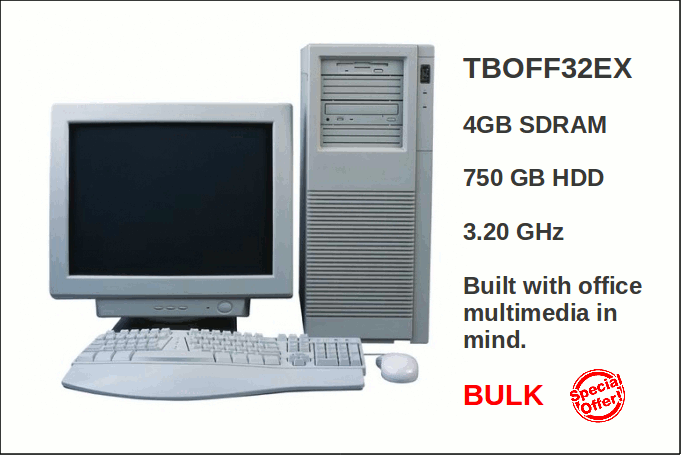 TBOFF32EX
4GB SDRAM
750 GB HDD
3.20 GHz
Built with office
multimedia in
mind.
BULK
Special
Offer!